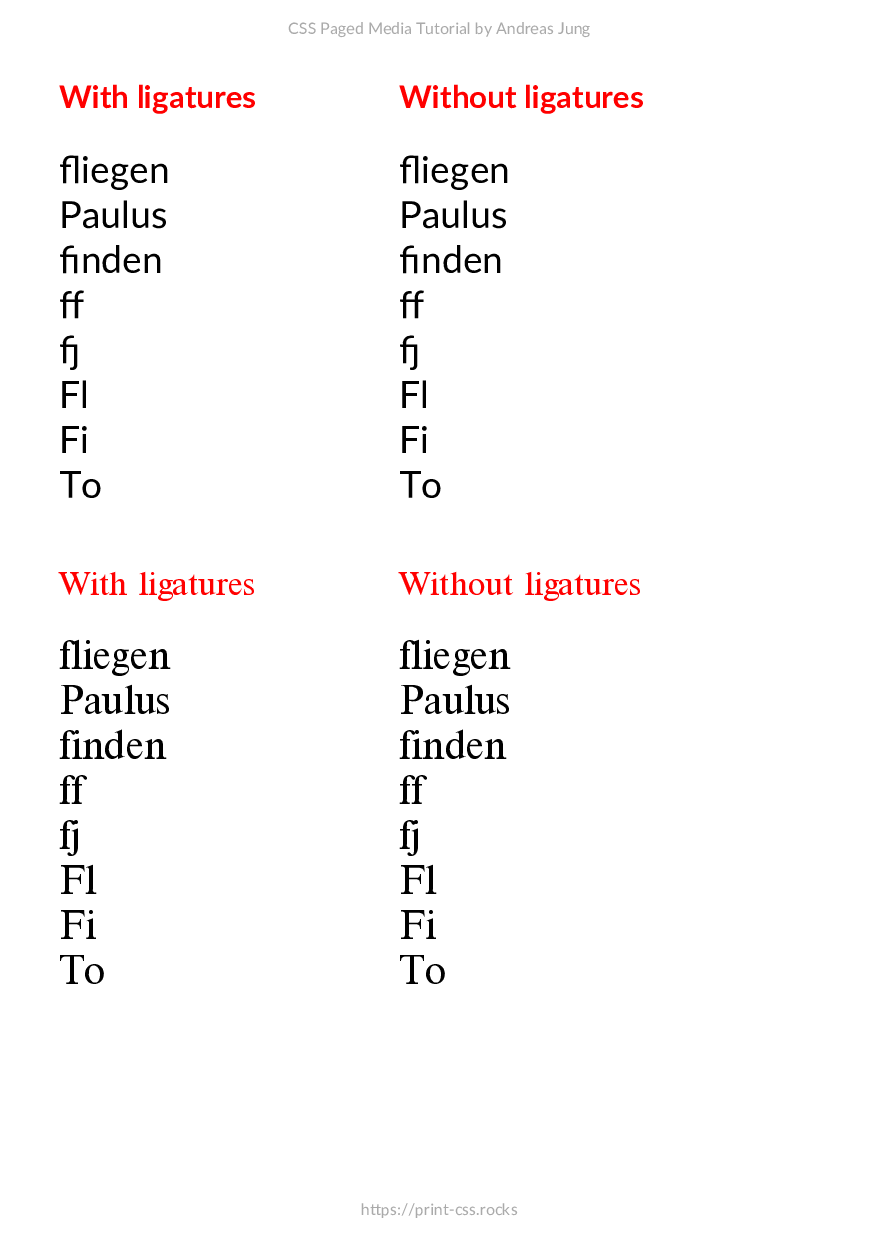 CSS Paged Media Tutorial by Andreas Jung
With ligatures
fliegen
Paulus
finden
ff
fj
Fl
Fi
To
Without ligatures
fliegen
Paulus
finden
ff
fj
Fl
Fi
To
With ligatures
fliegen
Paulus
finden
ff
fj
Fl
Fi
To
Without ligatures
fliegen
Paulus
finden
ff
fj
Fl
Fi
To
https://print-css.rocks